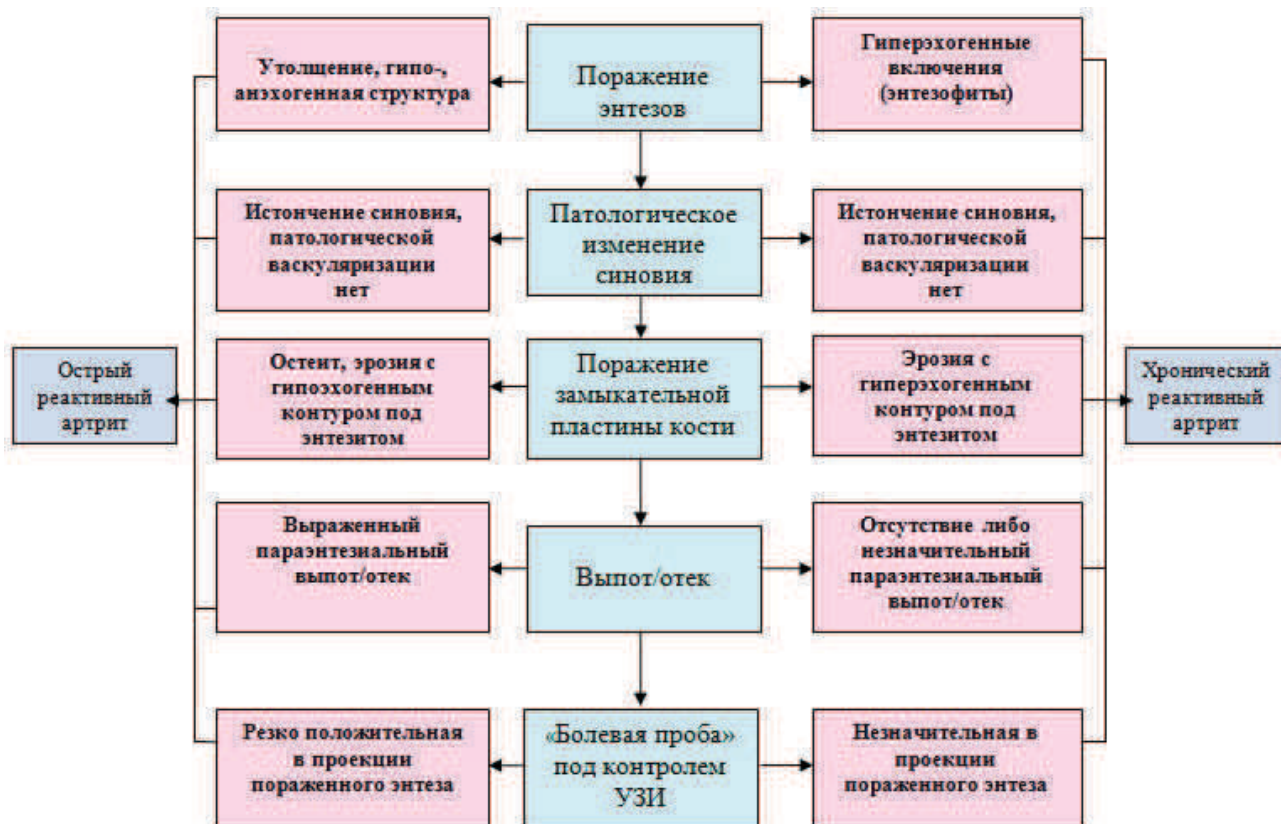 Утолщение, гипо-,
анэхогенная структура
Поражение
энтезов
Гиперэхогенные
включения
(энтезофиты)
Истончение синовия,
патологической
васкуляризации
нет
Патологическое
изменение
синовия
Истончение синовия,
патологической
васкуляризации
нет
Острый
реактивный
артрит
Остеит, эрозия с
гипоэхогенным
контуром под
энтезитом
Поражение
замыкательной
пластины кости
Эрозия с
гиперэхогенным
контуром под
энтезитом
Хронический
реактивный
артрит
Выраженный
параэнтезиальный
выпот/отек
Выпот/отек
Отсутствие либо
незначительный
параэнтезиальный
выпот/отек
Резко положительная
в проекции
пораженного энтеза
«Болевая проба»
под контролем
УЗИ
Незначительная в
проекции
пораженного энтеза